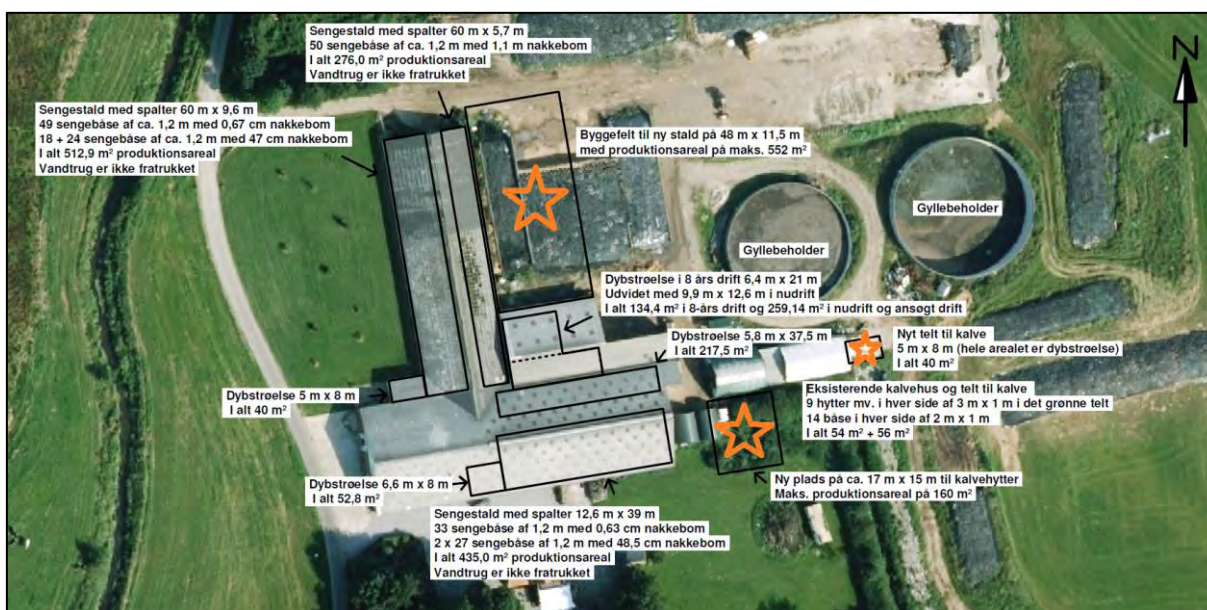 Sengestald med spalter 60 m x 5,7 m
50 sengebåse af ca. 1,2 m med 1,1 m nakkebom
I alt 276,0 m² produktionsareal
Vandtrug er ikke fratrukket
N
Sengestald med spalter 60 m x 9,6 m
49 sengebåse af ca. 1,2 m med 0,67 cm nakkebom
18 + 24 sengebåse af ca. 1,2 m med 47 cm nakkebom
I alt 512,9 m² produktionsareal
Vandtrug er ikke fratrukket
Byggefelt til ny stald på 48 m x 11,5 m
med produktionsareal på maks. 552 m²
Gyllebeholder
Gyllebeholder
Dybstrøelse i 8 års drift 6,4 m x 21 m
Udvidet med 9,9 m x 12,6 m i nudrift
I alt 134,4 m² i 8-års drift og 259,14 m² i nudrift og ansøgt drift
Dybstrøelse 5,8 m x 37,5 m
I alt 217,5 m²
Nyt telt til kalve
5 m x 8 m (hele arealet er dybstrøelse)
I alt 40 m²
Dybstrøelse 5 m x 8 m
I alt 40 m²
Eksisterende kalvehus og telt til kalve
9 hytter mv. i hver side af 3 m x 1 m i det grønne telt
14 båse i hver side af 2 m x 1 m
I alt 54 m² + 56 m²
Dybstrøelse 6,6 m x 8 m
I alt 52,8 m²
Ny plads på ca. 17 m x 15 m til kalvehytter
Maks. produktionsareal på 160 m²
Sengestald med spalter 12,6 m x 39 m
33 sengebåse af 1,2 m med 0,63 cm nakkebom
2 x 27 sengebåse af 1,2 m med 48,5 cm nakkebom
I alt 435,0 m² produktionsareal
Vandtrug er ikke fratrukket